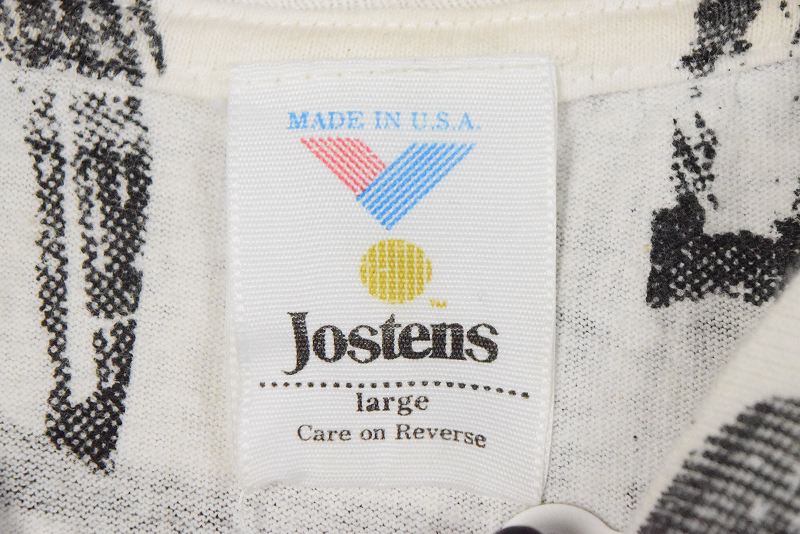 MADE IN U.S.A.
™
Jostens
large
Care on Reverse